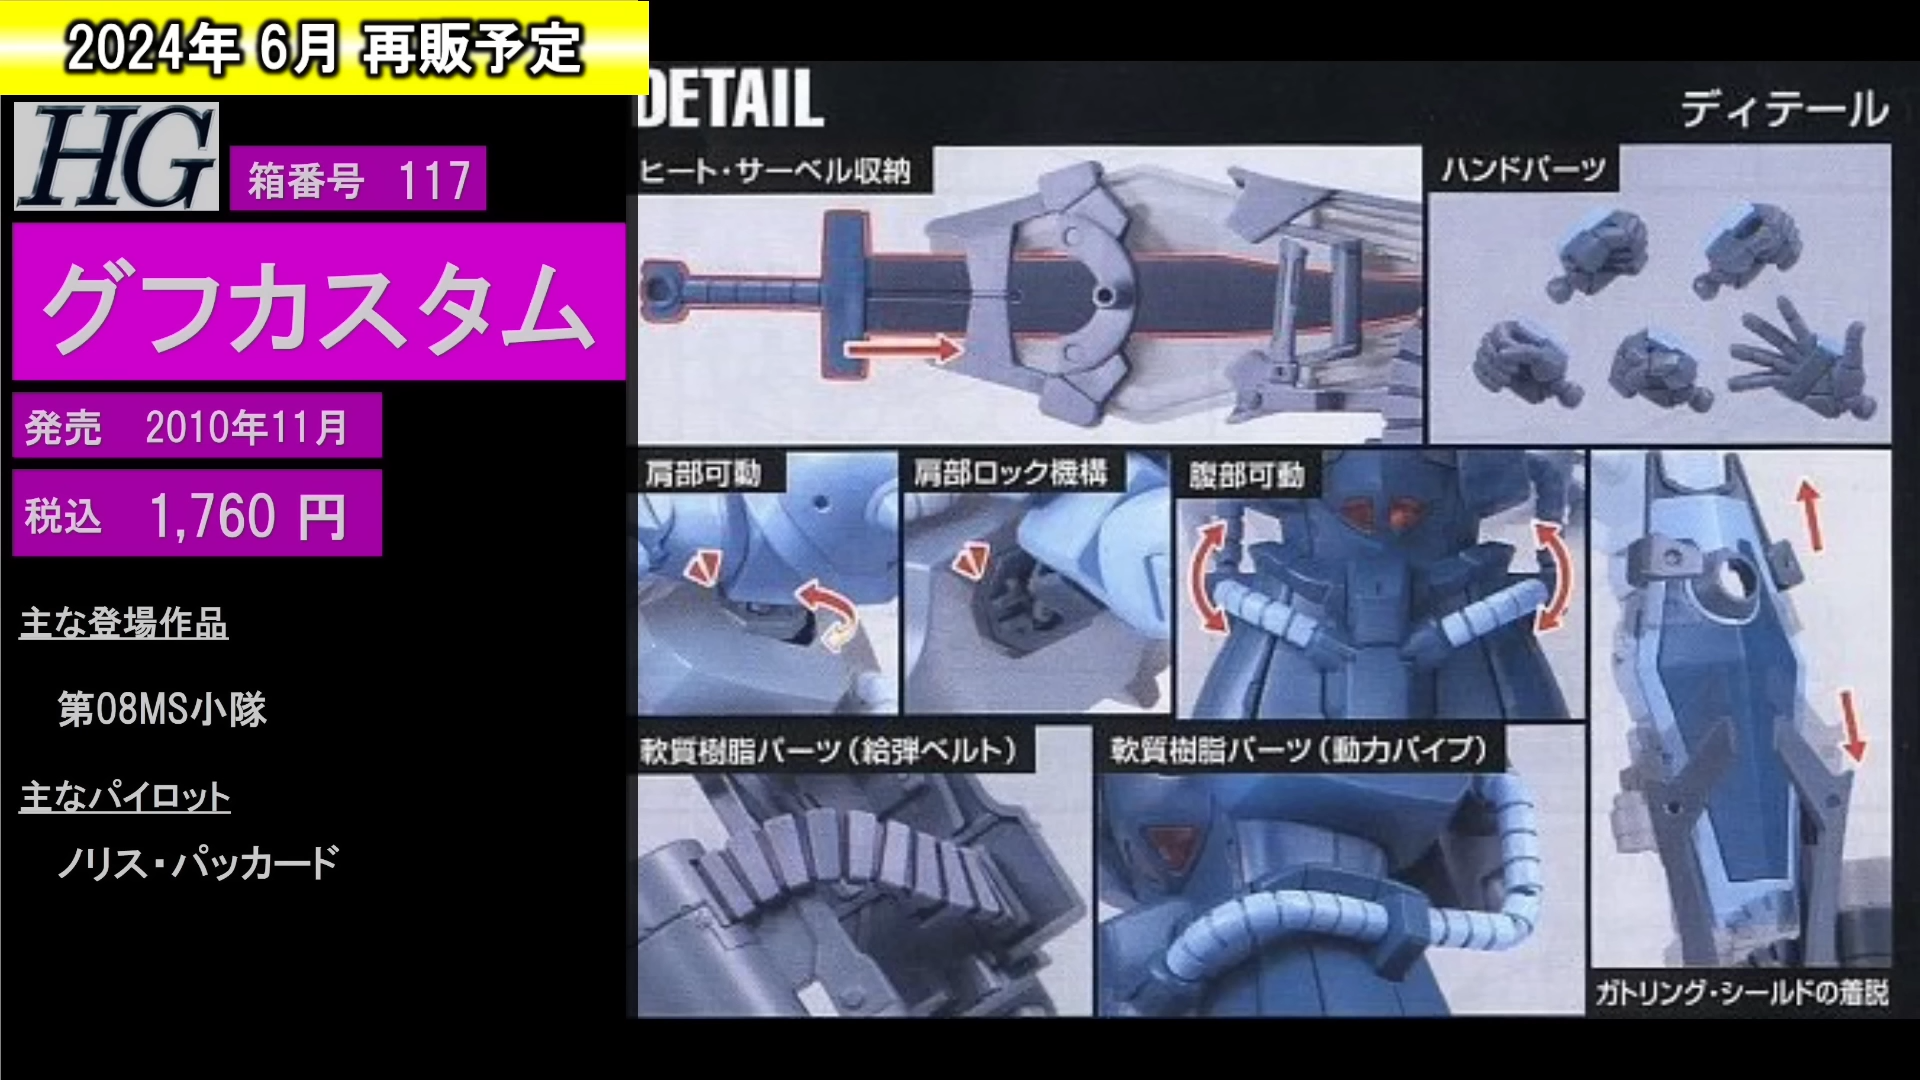 2024年 6月 再販予定
HG
箱番号 117
グフカスタム
発売 2010年11月
税込 1,760 円
主な登場作品
第08MS小隊
主なパイロット
ノリス・パッカード
DETAIL
ディテール
ヒート・サーベル収納
ハンドパーツ
肩部可動
肩部ロック機構
腹部可動
軟質樹脂パーツ（給弾ベルト）
軟質樹脂パーツ（動力パイプ）
ガトリング・シールドの着脱